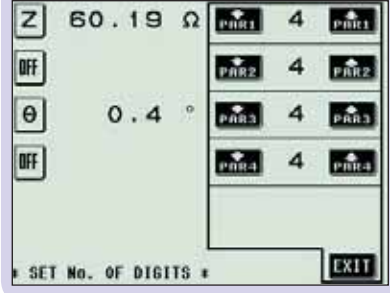 Z 60.19 Ω PAR1 4 PAR1
OFF PAR2 4 PAR2
θ 0.4 ° PAR3 4 PAR3
OFF PAR4 4 PAR4
* SET No. OF DIGITS *
EXIT